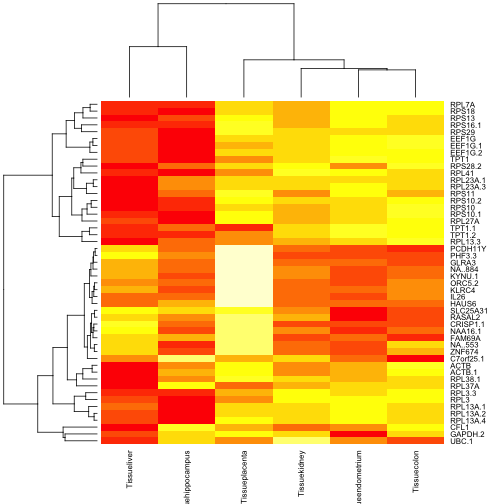 RPL7A
RPS18
RPS13
RPS16.1
RPS29
EEF1G
EEF1G.1
EEF1G.2
TPT1
RPS28.2
RPL41
RPL23A.1
RPL23A.3
RPS11
RPS10.2
RPS10
RPS10.1
RPL27A
TPT1.1
TPT1.2
RPL13.3
PCDH11Y
PHF3.3
GLRA3
NA..884
KYNU.1
ORC5.2
KLRC4
IL26
HAUS6
SLC25A31
RASAL2
CRISP1.1
NAA16.1
FAM69A
NA..553
ZNF674
C7orf25.1
ACTB
ACTB.1
RPL38.1
RPL37A
RPL3.3
RPL3
RPL13A.1
RPL13A.2
RPL13A.4
CFL1
GAPDH.2
UBC.1
Tissueliver
ehippocampus
Tissueplacenta
Tissuekidney
ueendometrium
Tissuecolon